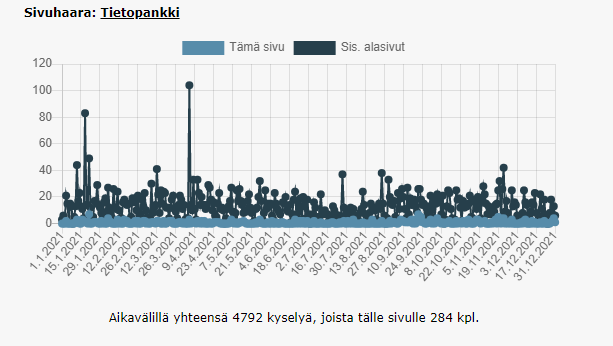 Sivuhaara: Tietopankki
Tämä sivu Sis. alasivut
120
100
80
60
40
20
0
1.1.2021 15.1.2021 29.1.2021 12.2.2021 26.2.2021 12.3.2021 26.3.2021 9.4.2021 23.4.2021 7.5.2021 21.5.2021 4.6.2021 18.6.2021 2.7.2021 16.7.2021 30.7.2021 13.8.2021 27.8.2021 10.9.2021 24.9.2021 8.10.2021 22.10.2021 5.11.2021 19.11.2021 3.12.2021 17.12.2021 31.12.2021
Aikavälillä yhteensä 4792 kyselyä, joista tälle sivulle 284 kpl.